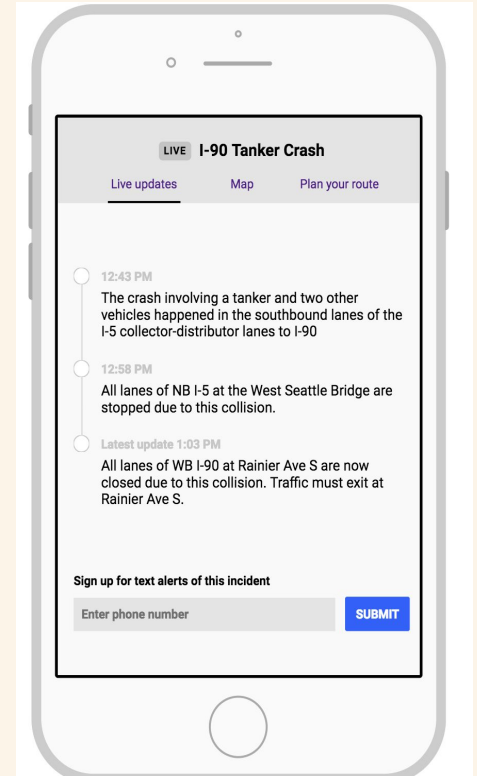 LIVE I-90 Tanker Crash
Live updates Map Plan your route
12:43 PM
The crash involving a tanker and two other
vehicles happened in the southbound lanes of the
I-5 collector-distributor lanes to I-90
12:58 PM
All lanes of NB I-5 at the West Seattle Bridge are
stopped due to this collision.
Latest update 1:03 PM
All lanes of WB I-90 at Rainier Ave S are now
closed due to this collision. Traffic must exit at
Rainier Ave S.
Sign up for text alerts of this incident
Enter phone number SUBMIT